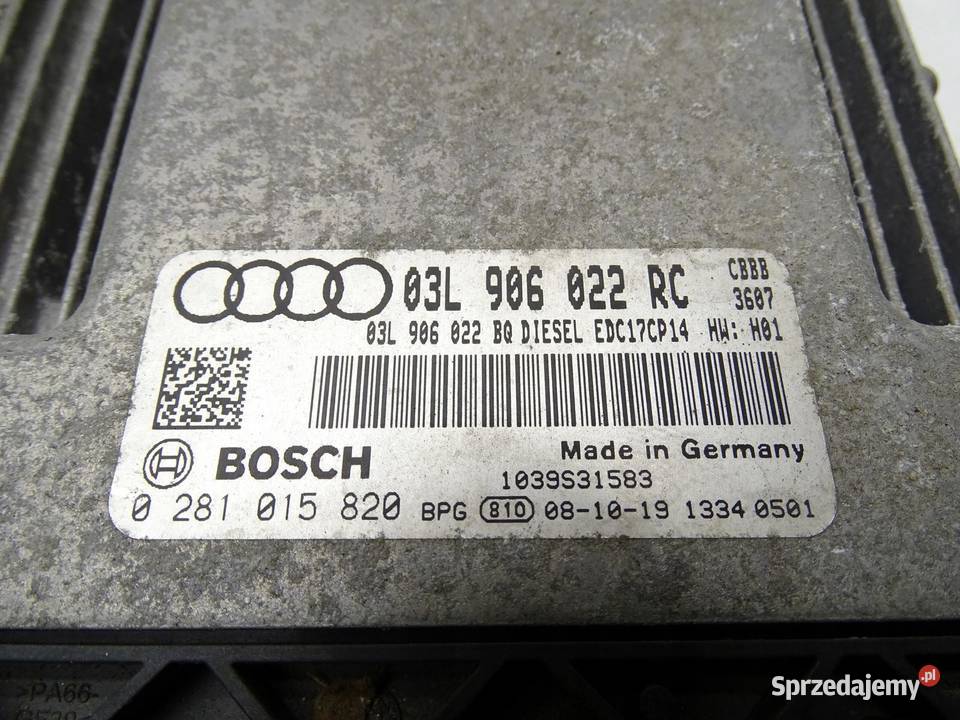 03L 906 022 RC CBBB
3607
03L 906 022 BQ DIESEL EDC17CP14 HW: H01
BOSCH
Made in Germany
1039S31583
0 281 015 820 BPG 810 08-10-19 1334 0501
>PA66-
Sprzedajemy.pl